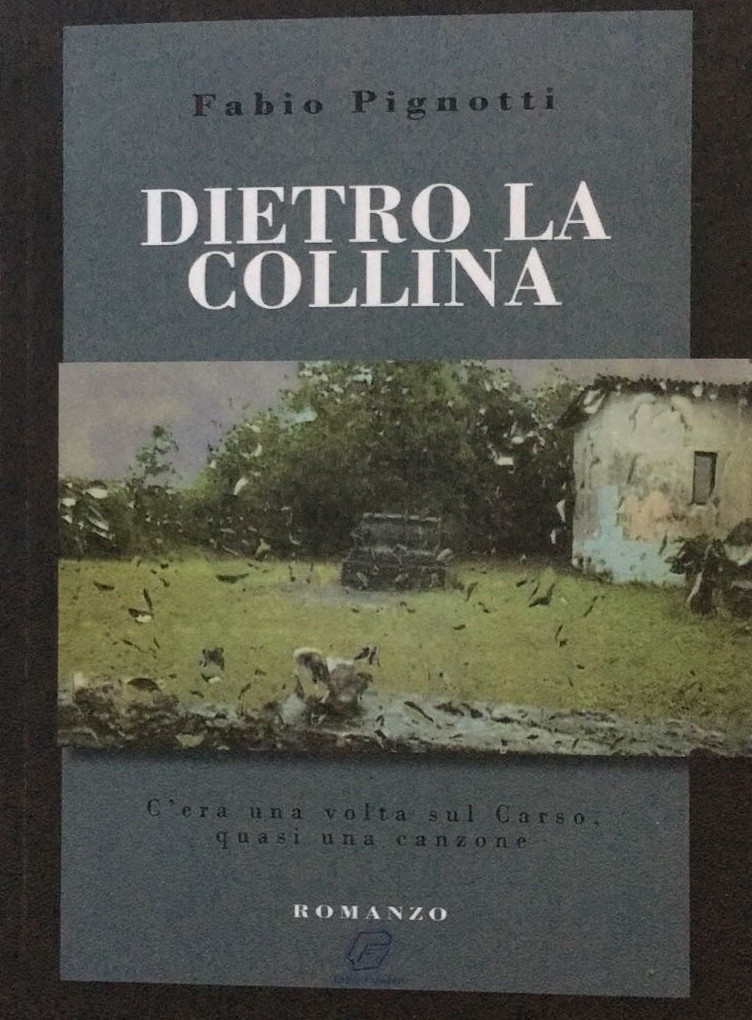 Fabio Pignotti
DIETRO LA
COLLINA
C'era una volta sul Carso,
quasi una canzone
ROMANZO